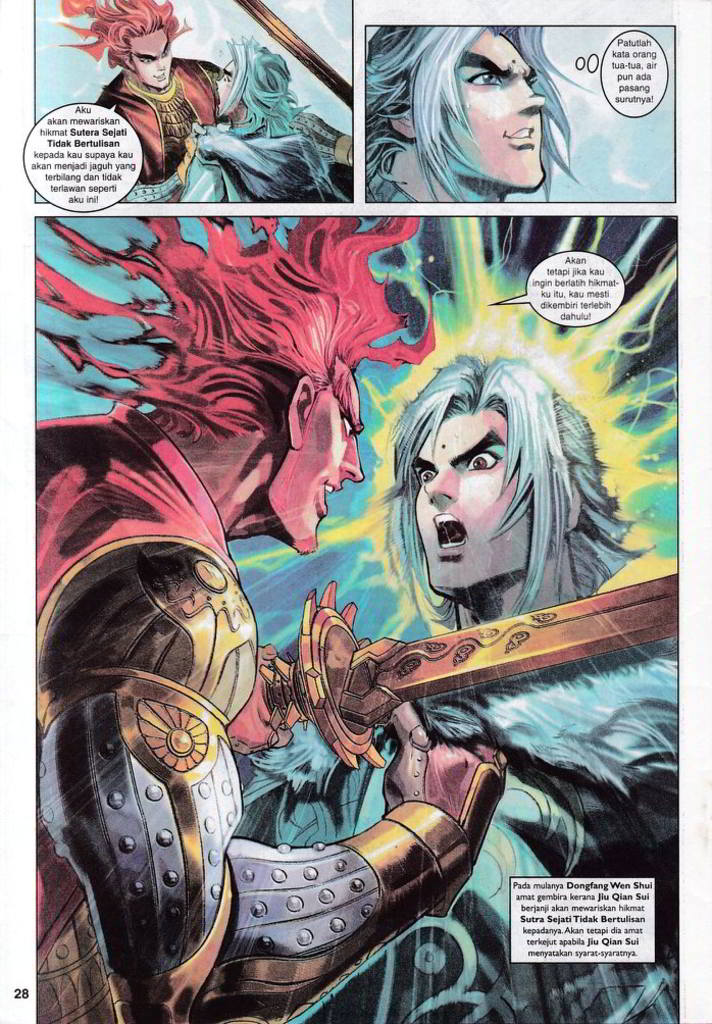 Aku
akan mewariskan
hikmat Sutera Sejati
Tidak Bertulisan
kepada kau supaya kau
akan menjadi jaguh yang
terbilang dan tidak
terlawan seperti
aku ini!
Patutlah
kata orang
tua-tua, air
pun ada
pasang
surutnya!
Akan
tetapi jika kau
ingin berlatih hikmat-
ku itu, kau mesti
dikembiri terlebih
dahulu!
Pada mulanya Dongfang Wen Shui
amat gembira kerana Jiu Qian Sui
berjanji akan mewariskan hikmat
Sutra Sejati Tidak Bertulisan
kepadanya. Akan tetapi dia amat
terkejut apabila Jiu Qian Sui
menyatakan syarat-syaratnya.
28